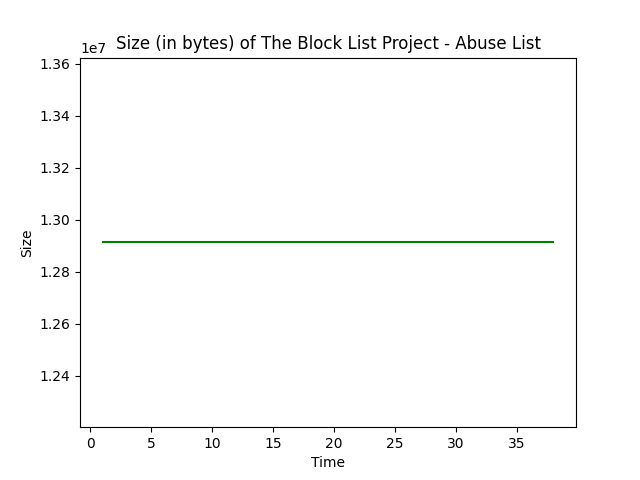 Size (in bytes) of The Block List Project - Abuse List
1e7
1.36
1.34
1.32
1.30
1.28
1.26
1.24
Size
0 5 10 15 20 25 30 35
Time